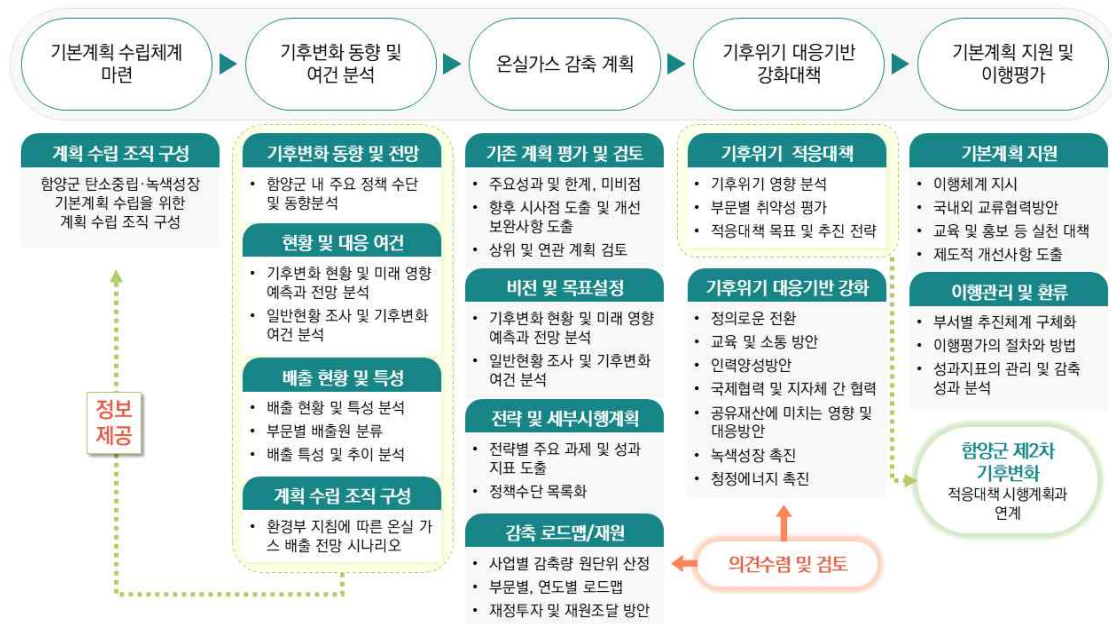 기본계획 수립체계
마련
기후변화 동향 및
여건 분석
온실가스 감축 계획
기후위기 대응기반
강화대책
기본계획 지원 및
이행평가
계획 수립 조직 구성
함양군 탄소중립·녹색성장
기본계획 수립을 위한
계획 수립 조직 구성
정보
제공
기후변화 동향 및 전망
• 함양군 내 주요 정책 수단
및 동향분석
현황 및 대응 여건
• 기후변화 현황 및 미래 영향
예측과 전망 분석
• 일반현황 조사 및 기후변화
여건 분석
배출 현황 및 특성
• 배출 현황 및 특성 분석
• 부문별 배출원 분류
• 배출 특성 및 추이 분석
계획 수립 조직 구성
• 환경부 지침에 따른 온실 가
스 배출 전망 시나리오
기존 계획 평가 및 검토
• 주요성과 및 한계, 미비점
• 향후 시사점 도출 및 개선
보완사항 도출
• 상위 및 연관 계획 검토
비전 및 목표설정
• 기후변화 현황 및 미래 영향
예측과 전망 분석
• 일반현황 조사 및 기후변화
여건 분석
전략 및 세부시행계획
• 전략별 주요 과제 및 성과
지표 도출
• 정책수단 목록화
감축 로드맵/재원
• 사업별 감축량 원단위 산정
• 부문별, 연도별 로드맵
• 재정투자 및 재원조달 방안
기후위기 적응대책
• 기후위기 영향 분석
• 부문별 취약성 평가
• 적응대책 목표 및 추진 전략
기후위기 대응기반 강화
• 정의로운 전환
• 교육 및 소통 방안
• 인력양성방안
• 국제협력 및 지자체 간 협력
• 공유재산에 미치는 영향 및
대응방안
• 녹색성장 촉진
• 청정에너지 촉진
의견수렴 및 검토
기본계획 지원
• 이행체계 지시
• 국내외 교류협력방안
• 교육 및 홍보 등 실천 대책
• 제도적 개선사항 도출
이행관리 및 환류
• 부서별 추진체계 구체화
• 이행평가의 절차와 방법
• 성과지표의 관리 및 감축
성과 분석
함양군 제2차
기후변화
적응대책 시행계획과
연계